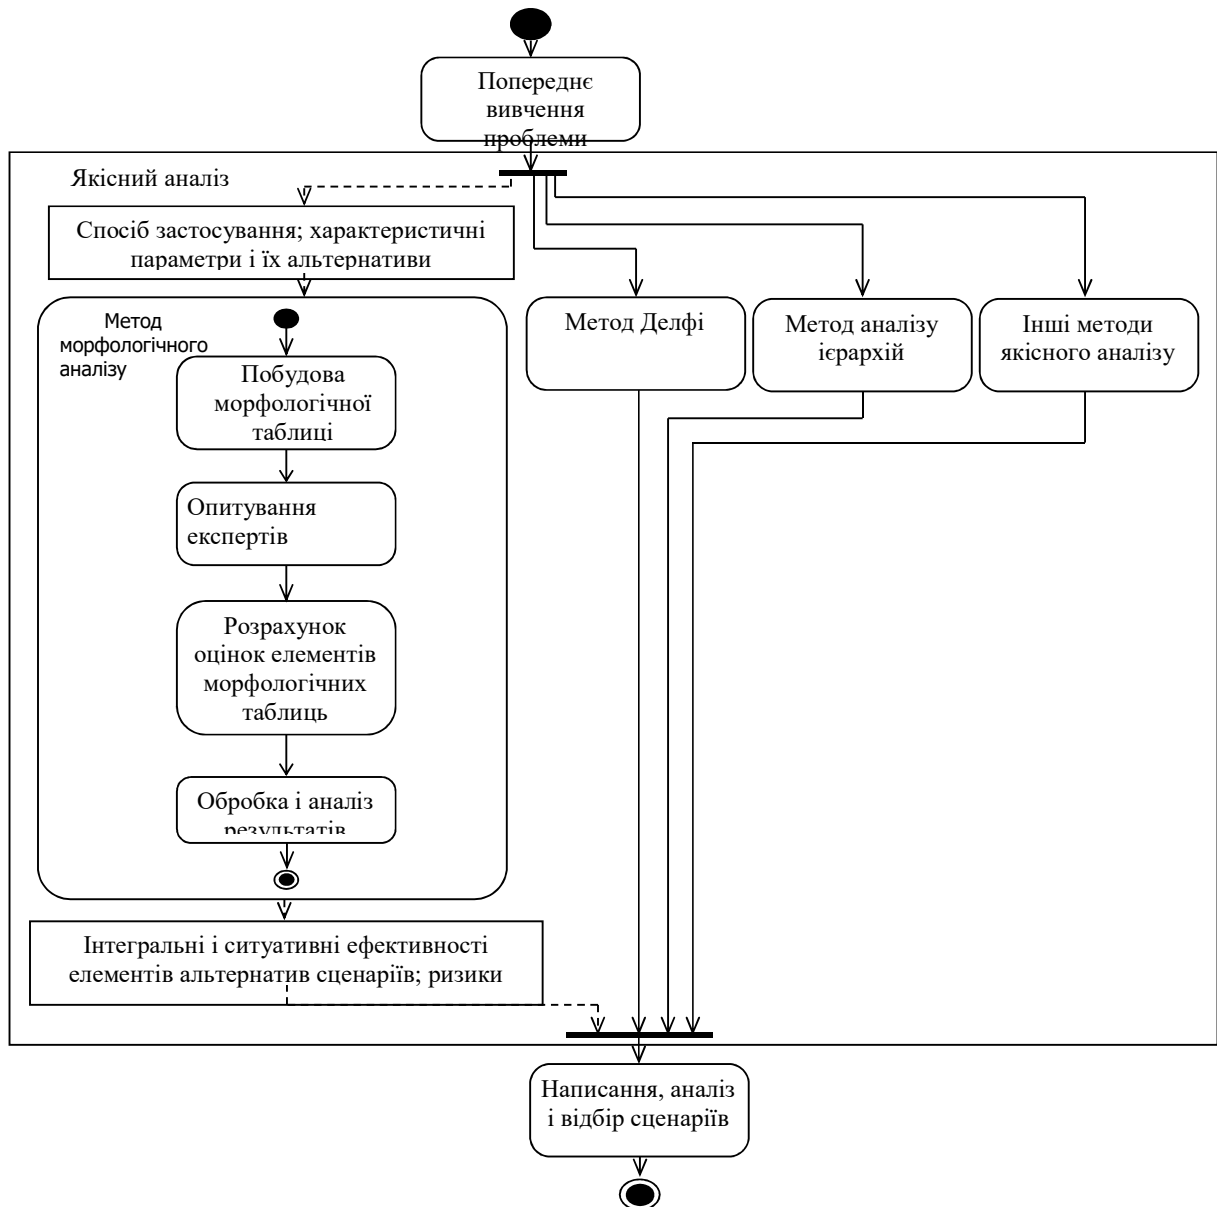 Попереднє
вивчення
проблеми
Якісний аналіз
Спосіб застосування; характеристичні
параметри і їх альтернативи
Метод
морфологічного
аналізу
Побудова
морфологічної
таблиці
Опитування
експертів
Розрахунок
оцінок елементів
морфологічних
таблиць
Обробка і аналіз
результатів
Метод Делфі
Метод аналізу
ієрархій
Інші методи
якісного аналізу
Інтегральні і ситуативні ефективності
елементів альтернатив сценаріїв; ризики
Написання, аналіз
і відбір сценаріїв